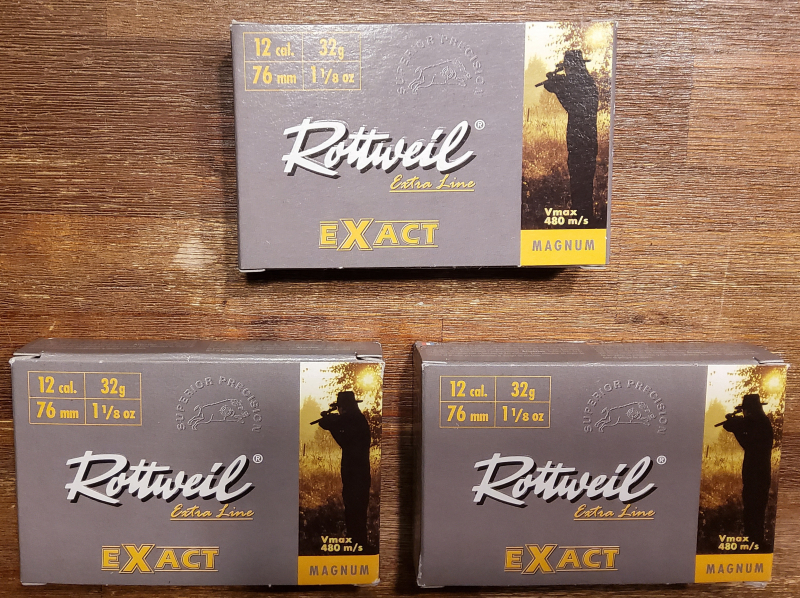 12 cal. 32g
76 mm 1 1/8 oz
SUPERIOR PRECISION
Rottweil®
Extra Line
EXACT
Vmax
480 m/s
MAGNUM
12 cal. 32g
76 mm 1 1/8 oz
SUPERIOR PRECISION
Rottweil®
Extra Line
EXACT
Vmax
480 m/s
MAGNUM
12 cal. 32g
76 mm 1 1/8 oz
SUPERIOR PRECISION
Rottweil®
Extra Line
EXACT
Vmax
480 m/s
MAGNUM